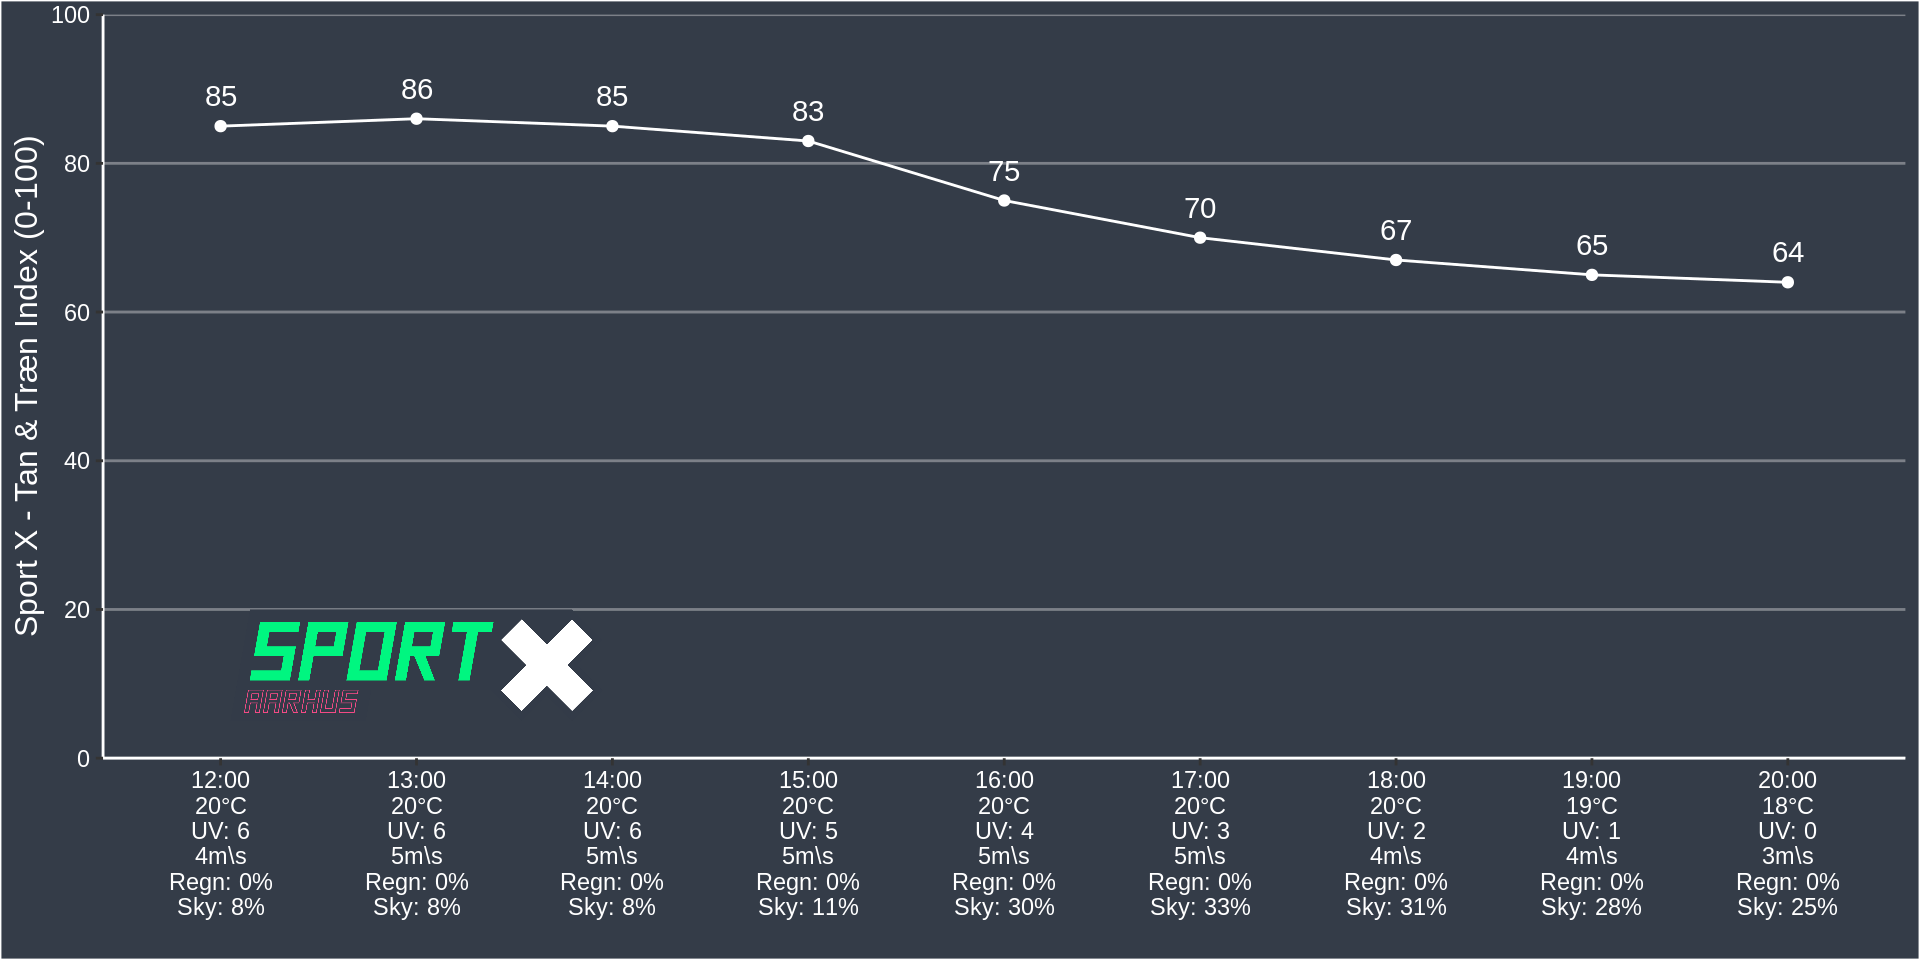 Sport X - Tan & Træn Index (0-100)
100
80
60
40
20
0
85
86
85
83
75
70
67
65
64
SPORT X
AARHUS
12:00
20°C
UV: 6
4m\s
Regn: 0%
Sky: 8%
13:00
20°C
UV: 6
5m\s
Regn: 0%
Sky: 8%
14:00
20°C
UV: 6
5m\s
Regn: 0%
Sky: 8%
15:00
20°C
UV: 5
5m\s
Regn: 0%
Sky: 11%
16:00
20°C
UV: 4
5m\s
Regn: 0%
Sky: 30%
17:00
20°C
UV: 3
5m\s
Regn: 0%
Sky: 33%
18:00
20°C
UV: 2
4m\s
Regn: 0%
Sky: 31%
19:00
19°C
UV: 1
4m\s
Regn: 0%
Sky: 28%
20:00
18°C
UV: 0
3m\s
Regn: 0%
Sky: 25%